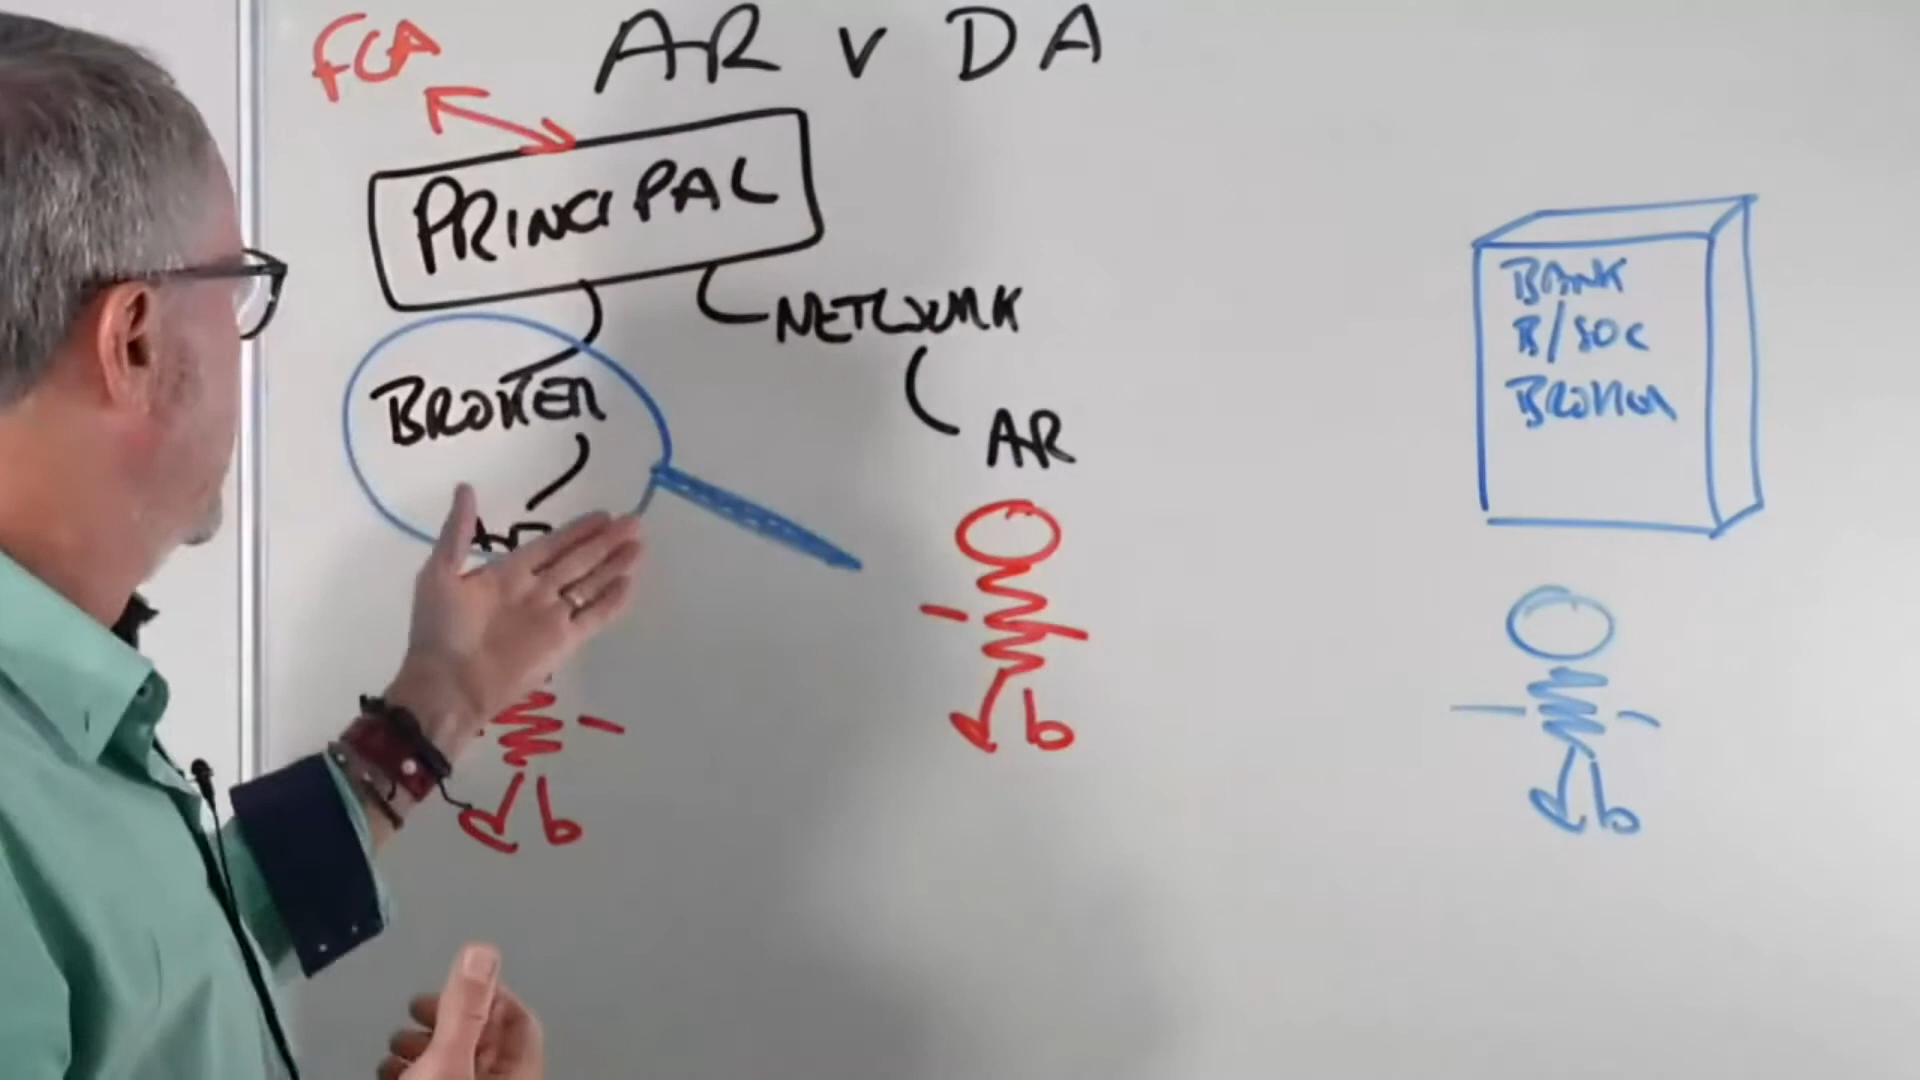 FCA
AR v DA
PRINCIPAL
NETWORK
BROKER
AR
BANK
B/SOC
BROKER